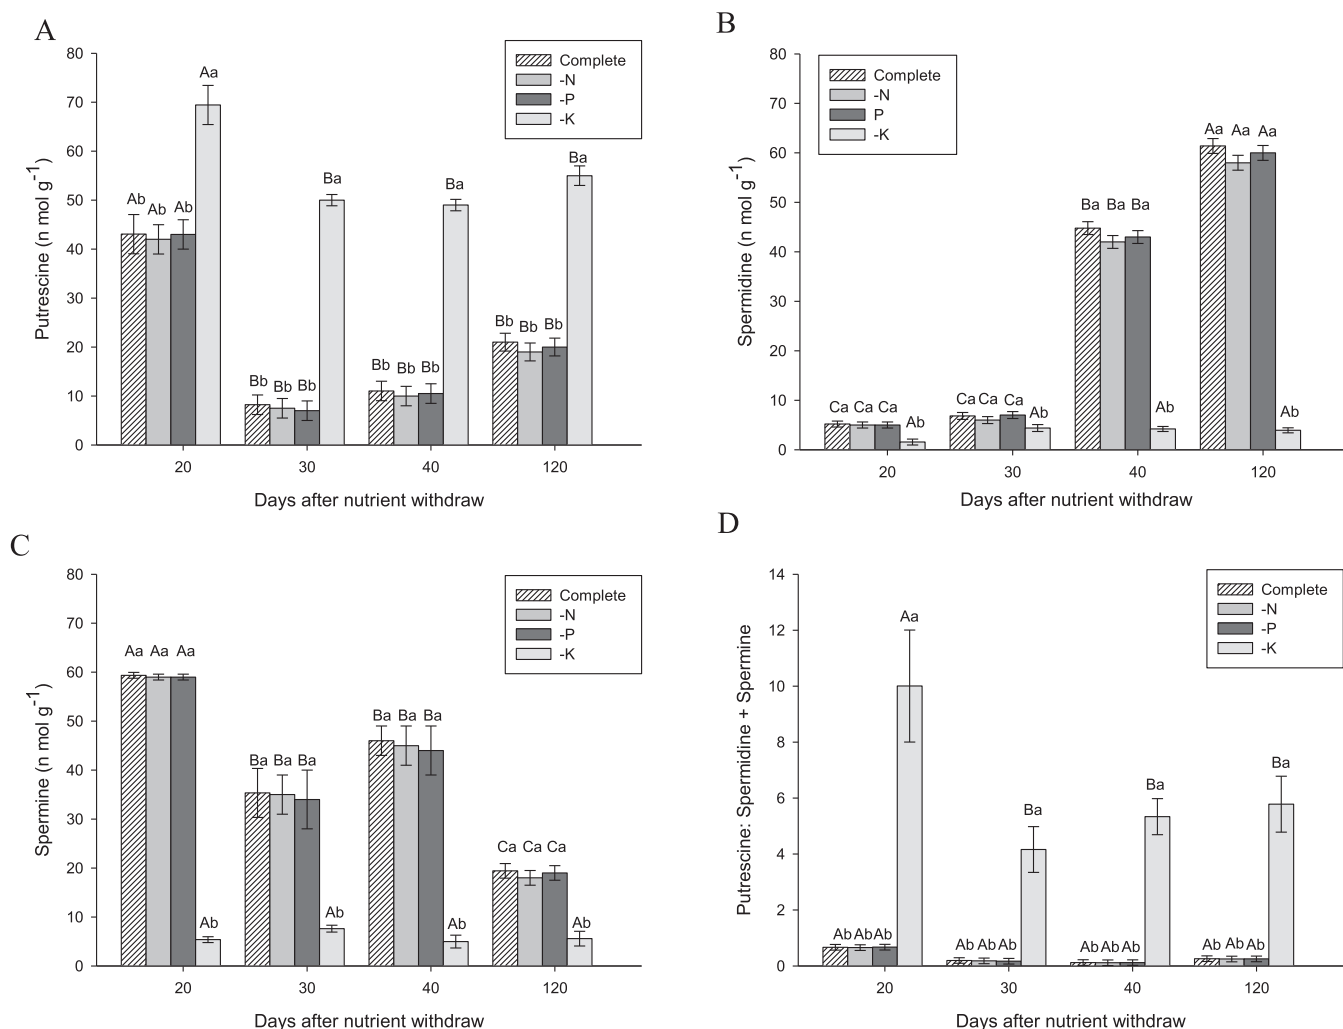 A
80
70
60
50
40
30
20
10
0
Putrescine (n mol g-1)
Complete
-N
-P
-K
Ab Ab Ab Aa
Bb Bb Bb Ba
Bb Bb Bb Ba
Bb Bb Bb Ba
20 30 40 120
Days after nutrient withdraw
B
80
70
60
50
40
30
20
10
0
Spermidine (n mol g-1)
Complete
-N
P
-K
Ca Ca Ca Ab
Ca Ca Ca Ab
Ba Ba Ba Ab
Aa Aa Aa Ab
20 30 40 120
Days after nutrient withdraw
C
80
70
60
50
40
30
20
10
0
Spermine (n mol g-1)
Complete
-N
-P
-K
Aa Aa Aa Ab
Ba Ba Ba Ab
Ba Ba Ba Ab
Ca Ca Ca Ab
20 30 40 120
Days after nutrient withdraw
D
14
12
10
8
6
4
2
0
Putrescine: Spermidine + Spermine
Complete
-N
-P
-K
Ab Ab Ab Aa
Ab Ab Ab Ba
Ab Ab Ab Ba
Ab Ab Ab Ba
20 30 40 120
Days after nutrient withdraw